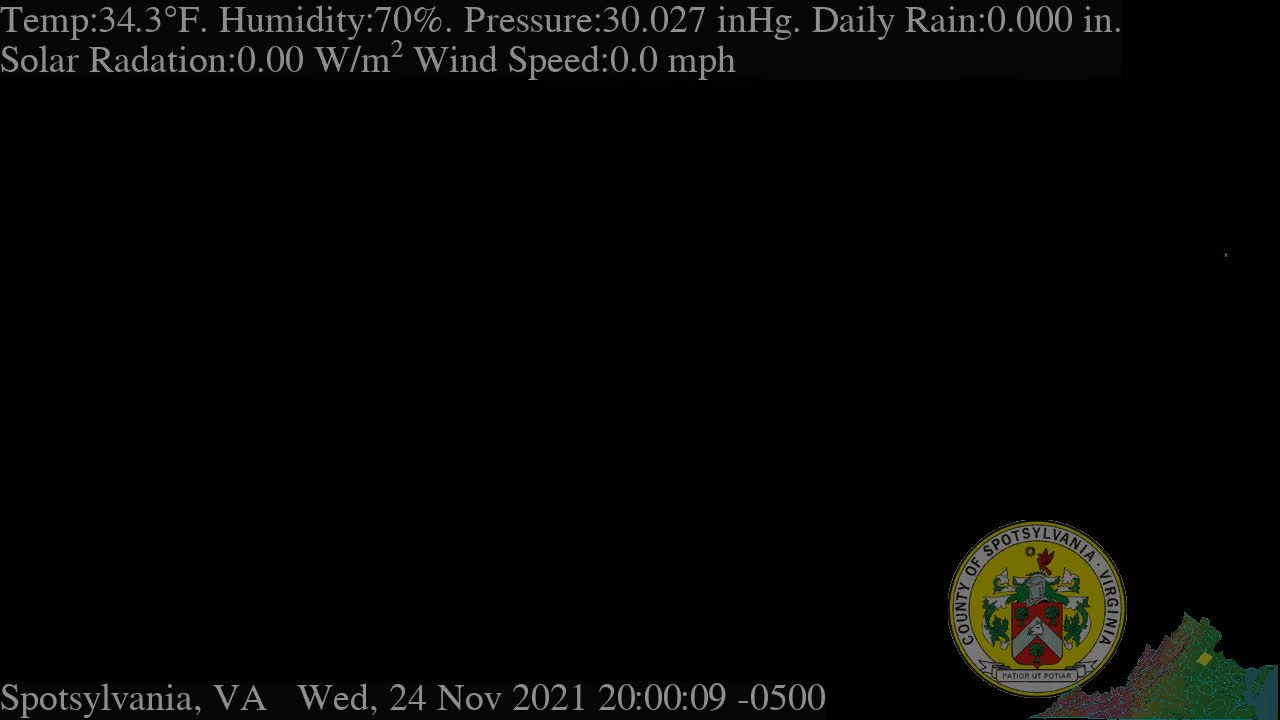 Temp:34.3°F. Humidity:70%. Pressure:30.027 inHg. Daily Rain:0.000 in.
Solar Radation:0.00 W/m² Wind Speed:0.0 mph
COUNTY OF SPOTSYLVANIA · VIRGINIA
PATIOR UT POTIAR
Spotsylvania, VA Wed, 24 Nov 2021 20:00:09 -0500